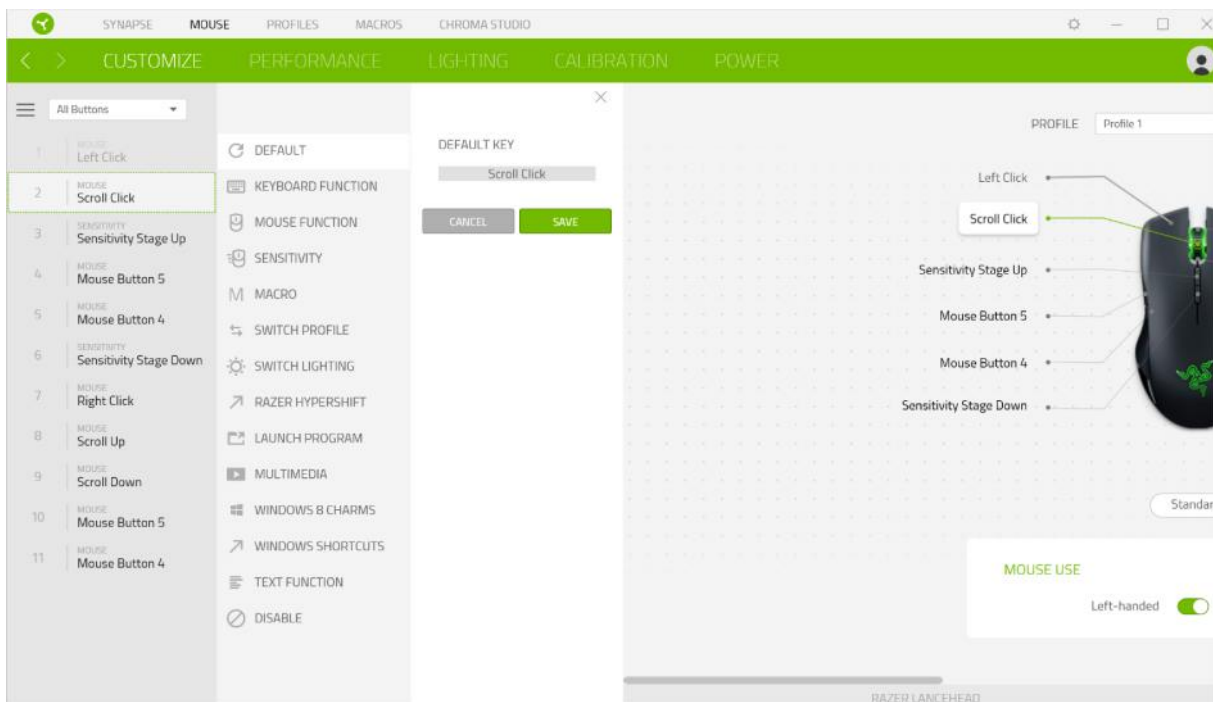 SYNAPSE MOUSE PROFILES MACROS CHROMA STUDIO
CUSTOMIZE PERFORMANCE LIGHTING CALIBRATION POWER
All Buttons
1 MOUSE
Left Click
2 MOUSE
Scroll Click
3 SENSITIVITY
Sensitivity Stage Up
4 MOUSE
Mouse Button 5
5 MOUSE
Mouse Button 4
6 SENSITIVITY
Sensitivity Stage Down
7 MOUSE
Right Click
8 MOUSE
Scroll Up
9 MOUSE
Scroll Down
10 MOUSE
Mouse Button 5
11 MOUSE
Mouse Button 4
DEFAULT
KEYBOARD FUNCTION
MOUSE FUNCTION
SENSITIVITY
MACRO
SWITCH PROFILE
SWITCH LIGHTING
RAZER HYPERSHIFT
LAUNCH PROGRAM
MULTIMEDIA
WINDOWS 8 CHARMS
WINDOWS SHORTCUTS
TEXT FUNCTION
DISABLE
DEFAULT KEY
Scroll Click
CANCEL SAVE
PROFILE Profile 1
Left Click
Scroll Click
Sensitivity Stage Up
Mouse Button 5
Mouse Button 4
Sensitivity Stage Down
Standar
MOUSE USE
Left-handed
RAZER LANCEHEAD